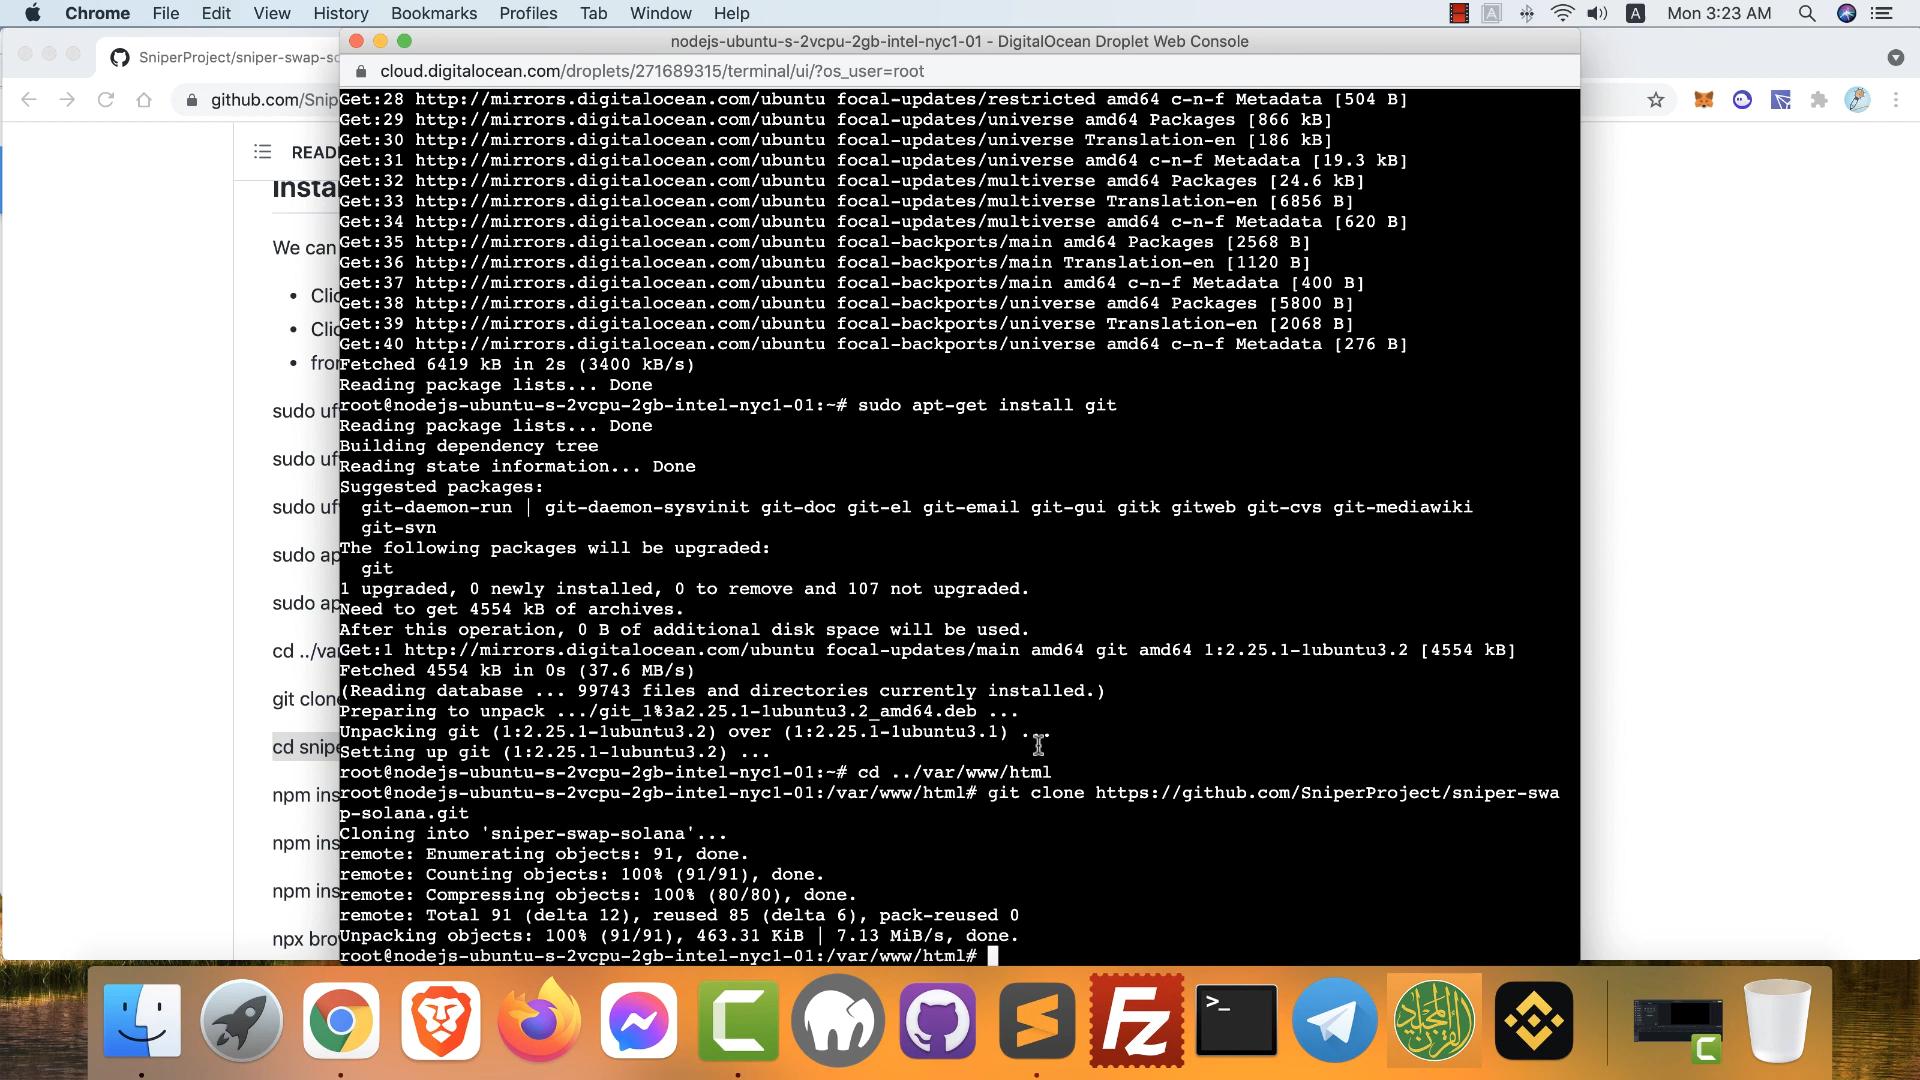 Chrome File Edit View History Bookmarks Profiles Tab Window Help
A A Mon 3:23 AM
SniperProject/sniper-swap-so
nodejs-ubuntu-s-2vcpu-2gb-intel-nyc1-01 - DigitalOcean Droplet Web Console
cloud.digitalocean.com/droplets/271689315/terminal/ui/?os_user=root
github.com/Snip
READ
Insta
We can
Clic
Clic
from
sudo uf
sudo uf
sudo uf
sudo ap
sudo ap
cd ../va
git clon
cd snipe
npm ins
npm ins
npm ins
npx bro
Get:28 http://mirrors.digitalocean.com/ubuntu focal-updates/restricted amd64 c-n-f Metadata [504 B]
Get:29 http://mirrors.digitalocean.com/ubuntu focal-updates/universe amd64 Packages [866 kB]
Get:30 http://mirrors.digitalocean.com/ubuntu focal-updates/universe Translation-en [186 kB]
Get:31 http://mirrors.digitalocean.com/ubuntu focal-updates/universe amd64 c-n-f Metadata [19.3 kB]
Get:32 http://mirrors.digitalocean.com/ubuntu focal-updates/multiverse amd64 Packages [24.6 kB]
Get:33 http://mirrors.digitalocean.com/ubuntu focal-updates/multiverse Translation-en [6856 B]
Get:34 http://mirrors.digitalocean.com/ubuntu focal-updates/multiverse amd64 c-n-f Metadata [620 B]
Get:35 http://mirrors.digitalocean.com/ubuntu focal-backports/main amd64 Packages [2568 B]
Get:36 http://mirrors.digitalocean.com/ubuntu focal-backports/main Translation-en [1120 B]
Get:37 http://mirrors.digitalocean.com/ubuntu focal-backports/main amd64 c-n-f Metadata [400 B]
Get:38 http://mirrors.digitalocean.com/ubuntu focal-backports/universe amd64 Packages [5800 B]
Get:39 http://mirrors.digitalocean.com/ubuntu focal-backports/universe Translation-en [2068 B]
Get:40 http://mirrors.digitalocean.com/ubuntu focal-backports/universe amd64 c-n-f Metadata [276 B]
Fetched 6419 kB in 2s (3400 kB/s)
Reading package lists... Done
root@nodejs-ubuntu-s-2vcpu-2gb-intel-nyc1-01:~# sudo apt-get install git
Reading package lists... Done
Building dependency tree
Reading state information... Done
Suggested packages:
git-daemon-run | git-daemon-sysvinit git-doc git-el git-email git-gui gitk gitweb git-cvs git-mediawiki
git-svn
The following packages will be upgraded:
git
1 upgraded, 0 newly installed, 0 to remove and 107 not upgraded.
Need to get 4554 kB of archives.
After this operation, 0 B of additional disk space will be used.
Get:1 http://mirrors.digitalocean.com/ubuntu focal-updates/main amd64 git amd64 1:2.25.1-1ubuntu3.2 [4554 kB]
Fetched 4554 kB in 0s (37.6 MB/s)
(Reading database ... 99743 files and directories currently installed.)
Preparing to unpack .../git_1%3a2.25.1-1ubuntu3.2_amd64.deb ...
Unpacking git (1:2.25.1-1ubuntu3.2) over (1:2.25.1-1ubuntu3.1) ...
Setting up git (1:2.25.1-1ubuntu3.2) ...
root@nodejs-ubuntu-s-2vcpu-2gb-intel-nyc1-01:~# cd ../var/www/html
root@nodejs-ubuntu-s-2vcpu-2gb-intel-nyc1-01:/var/www/html# git clone https://github.com/SniperProject/sniper-swa
p-solana.git
Cloning into 'sniper-swap-solana'...
remote: Enumerating objects: 91, done.
remote: Counting objects: 100% (91/91), done.
remote: Compressing objects: 100% (80/80), done.
remote: Total 91 (delta 12), reused 85 (delta 6), pack-reused 0
Unpacking objects: 100% (91/91), 463.31 KiB | 7.13 MiB/s, done.
root@nodejs-ubuntu-s-2vcpu-2gb-intel-nyc1-01:/var/www/html#